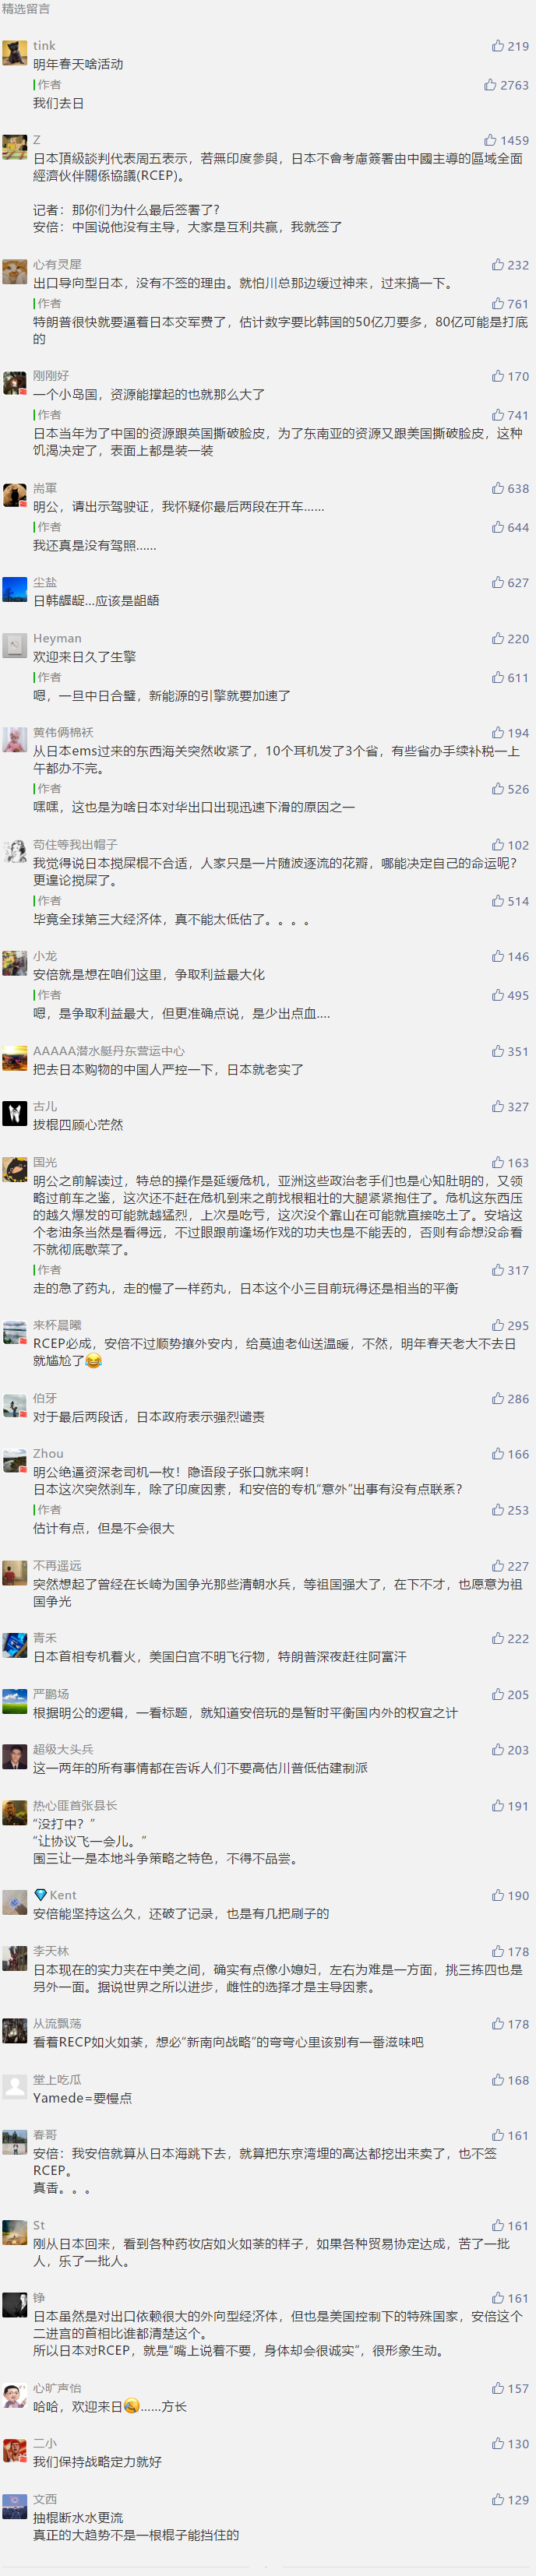 精选留言
tink
219
明年春天啥活动
作者
2763
我们去日
Z
1459
日本頂級談判代表周五表示，若無印度參與，日本不會考慮簽署由中國主導的區域全面
經濟伙伴關係協議(RCEP)。
记者：那你们为什么最后签署了?
安倍：中国说他没有主导，大家是互利共赢，我就签了
心有灵犀
232
出口导向型日本，没有不签的理由。就怕川总那边缓过神来，过来搞一下。
作者
761
特朗普很快就要逼着日本交军费了，估计数字要比韩国的50亿刀要多，80亿可能是打底
的
刚刚好
170
一个小岛国，资源能撑起的也就那么大了
作者
741
日本当年为了中国的资源跟英国撕破脸皮，为了东南亚的资源又跟美国撕破脸皮，这种
饥渴决定了，表面上都是装一装
耑軍
638
明公，请出示驾驶证，我怀疑你最后两段在开车……
作者
644
我还真是没有驾照……
尘盐
627
日韩龌龊...应该是龃龉
Heyman
220
欢迎来日久了生擎
作者
611
嗯，一旦中日合璧，新能源的引擎就要加速了
黄伟俩棉袄
194
从日本ems过来的东西海关突然收紧了，10个耳机发了3个省，有些省办手续补税一上
午都办不完。
作者
526
嘿嘿，这也是为啥日本对华出口出现迅速下滑的原因之一
苟住等我出帽子
102
我觉得说日本搅屎棍不合适，人家只是一片随波逐流的花瓣，哪能决定自己的命运呢？
更遑论搅屎了。
作者
514
毕竟全球第三大经济体，真不能太低估了。。。。
小龙
146
安倍就是想在咱们这里，争取利益最大化
作者
495
嗯，是争取利益最大，但更准确点说，是少出点血....
AAAAA潜水艇丹东营运中心
351
把去日本购物的中国人严控一下，日本就老实了
古儿
327
拔棍四顾心茫然
国光
163
明公之前解读过，特总的操作是延缓危机，亚洲这些政治老手们也是心知肚明的，又领
略过前车之鉴，这次还不赶在危机到来之前找根粗壮的大腿紧紧抱住了。危机这东西压
的越久爆发的可能就越猛烈，上次是吃亏，这次没个靠山在可能就直接吃土了。安培这
个老油条当然是看得远，不过眼跟前逢场作戏的功夫也是不能丢的，否则有命想没命看
不就彻底歇菜了。
作者
317
走的急了药丸，走的慢了一样药丸，日本这个小三目前玩得还是相当的平衡
来杯晨曦
295
RCEP必成，安倍不过顺势攘外安内，给莫迪老仙送温暖，不然，明年春天老大不去日
就尴尬了😂
伯牙
286
对于最后两段话，日本政府表示强烈谴责
Zhou
166
明公绝逼资深老司机一枚！隐语段子张口就来啊！
日本这次突然刹车，除了印度因素，和安倍的专机“意外”出事有没有点联系？
作者
253
估计有点，但是不会很大
不再遥远
227
突然想起了曾经在长崎为国争光那些清朝水兵，等祖国强大了，在下不才，也愿意为祖
国争光
青禾
222
日本首相专机着火，美国白宫不明飞行物，特朗普深夜赶往阿富汗
严鹏场
205
根据明公的逻辑，一看标题，就知道安倍玩的是暂时平衡国内外的权宜之计
超级大头兵
203
这一两年的所有事情都在告诉人们不要高估川普低估建制派
热心匪首张县长
191
“没打中？”
“让协议飞一会儿。”
围三让一是本地斗争策略之特色，不得不品尝。
💎Kent
190
安倍能坚持这么久，还破了记录，也是有几把刷子的
李天林
178
日本现在的实力夹在中美之间，确实有点像小媳妇，左右为难是一方面，挑三拣四也是
另外一面。据说世界之所以进步，雌性的选择才是主导因素。
从流飘荡
178
看着RECP如火如荼，想必“新南向战略”的弯弯心里该别有一番滋味吧
堂上吃瓜
168
Yamede=要慢点
春哥
161
安倍：我安倍就算从日本海跳下去，就算把东京湾埋的高达都挖出来卖了，也不签
RCEP。
真香。。。
St
161
刚从日本回来，看到各种药妆店如火如荼的样子，如果各种贸易协定达成，苦了一批
人，乐了一批人。
铮
161
日本虽然是对出口依赖很大的外向型经济体，但也是美国控制下的特殊国家，安倍这个
二进宫的首相比谁都清楚这个。
所以日本对RCEP，就是“嘴上说着不要，身体却会很诚实”，很形象生动。
心旷声怡
157
哈哈，欢迎来日🤣……方长
二小
130
我们保持战略定力就好
文西
129
抽棍断水水更流
真正的大趋势不是一根棍子能挡住的